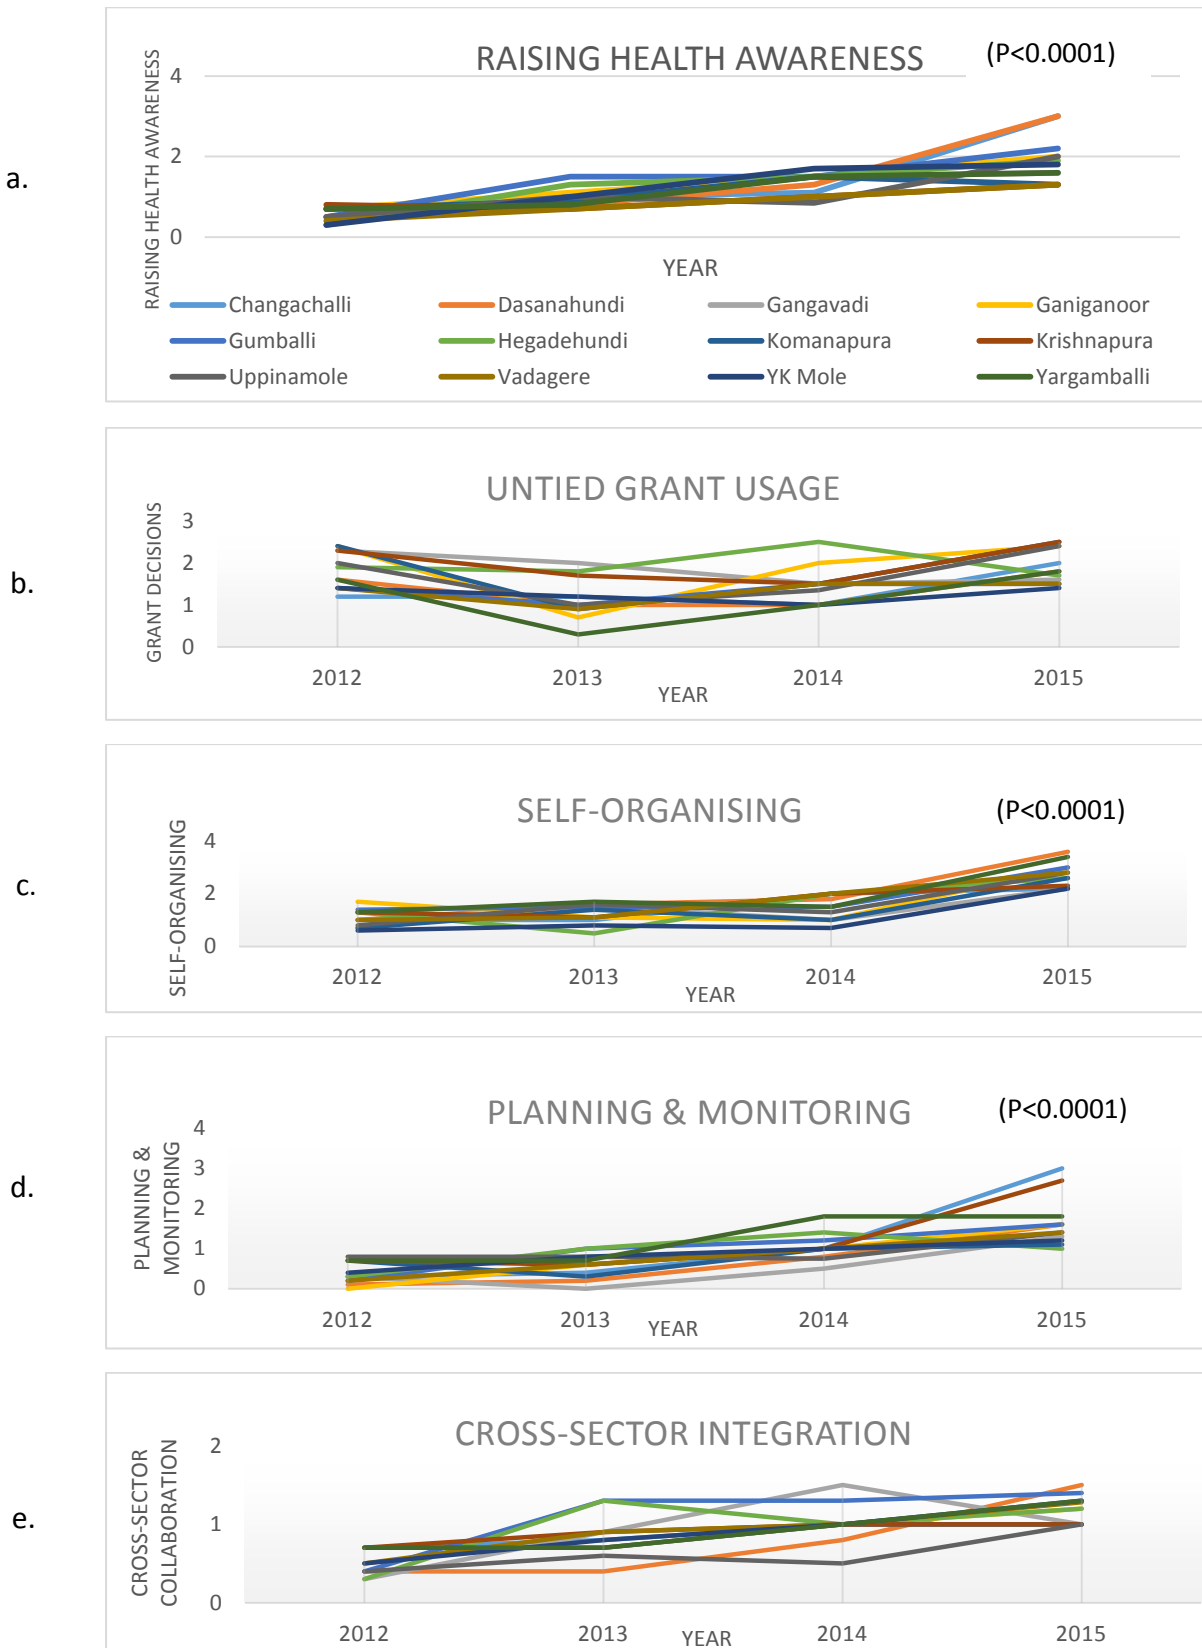 a.
RAISING HEALTH AWARENESS
(P<0.0001)
RAISING HEALTH AWARENESS
4
2
0
YEAR
Changachalli Dasanahundi Gangavadi Ganiganoor
Gumballi Hegadehundi Komanapura Krishnapura
Uppinamole Vadagere YK Mole Yargamballi
b.
UNTIED GRANT USAGE
GRANT DECISIONS
3
2
1
0
2012 2013 2014 2015
YEAR
c.
SELF-ORGANISING
(P<0.0001)
SELF-ORGANISING
4
2
0
2012 2013 2014 2015
YEAR
d.
PLANNING & MONITORING
(P<0.0001)
PLANNING &
MONITORING
4
3
2
1
0
2012 2013 2014 2015
YEAR
e.
CROSS-SECTOR INTEGRATION
CROSS-SECTOR
COLLABORATION
2
1
0
2012 2013 2014 2015
YEAR